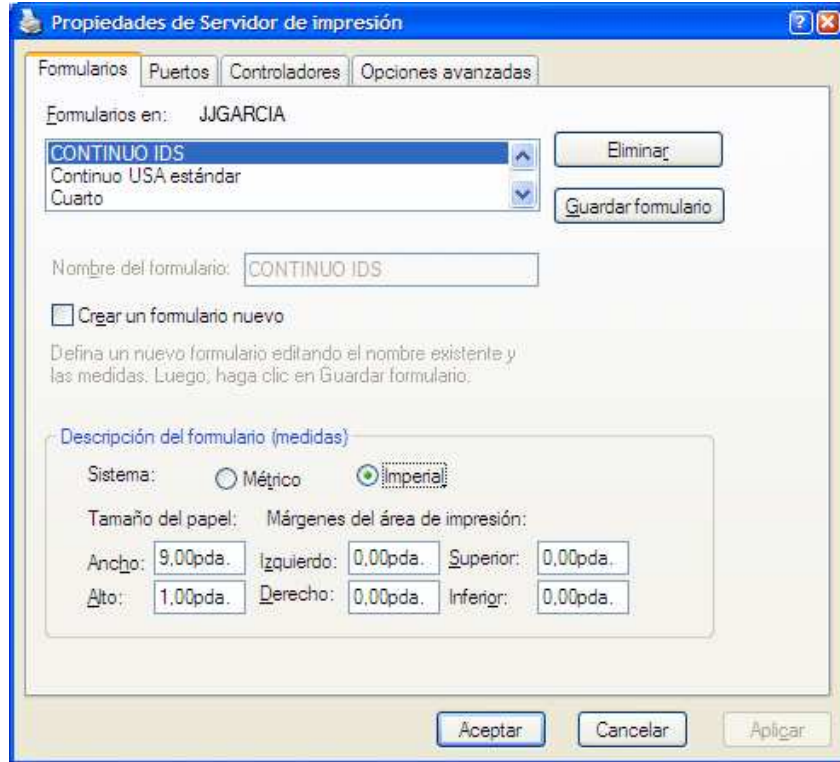 Propiedades de Servidor de impresión
Formularios Puertos Controladores Opciones avanzadas
Formularios en: JJGARCIA
CONTINUO IDS
Continuo USA estándar
Cuarto
Eliminar
Guardar formulario
Nombre del formulario: CONTINUO IDS
Crear un formulario nuevo
Defina un nuevo formulario editando el nombre existente y
las medidas. Luego, haga clic en Guardar formulario.
Descripción del formulario (medidas)
Sistema: Métrico Imperial
Tamaño del papel: Márgenes del área de impresión:
Ancho: 9,00pda. Izquierdo: 0,00pda. Superior: 0,00pda.
Alto: 1,00pda. Derecho: 0,00pda. Inferior: 0,00pda.
Aceptar Cancelar Aplicar